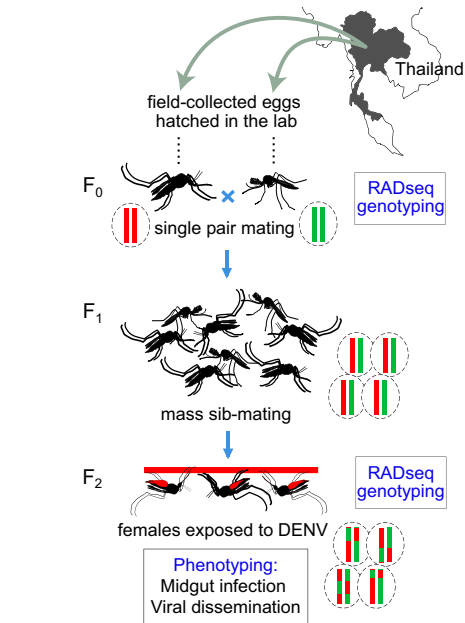 Thailand
field-collected eggs
hatched in the lab
F0
RADseq
genotyping
single pair mating
F1
mass sib-mating
F2
RADseq
genotyping
females exposed to DENV
Phenotyping:
Midgut infection
Viral dissemination